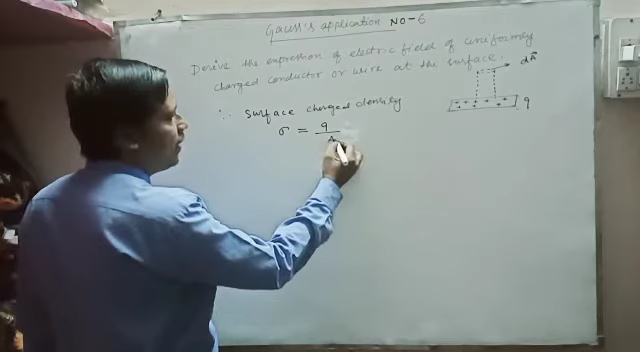 Gauss's application NO-6
Derive the expression of electric field of uniformly
charged conductor or wire at the surface.
dA⃗
∴ Surface charged density
+ + + + + + q
σ = q/A